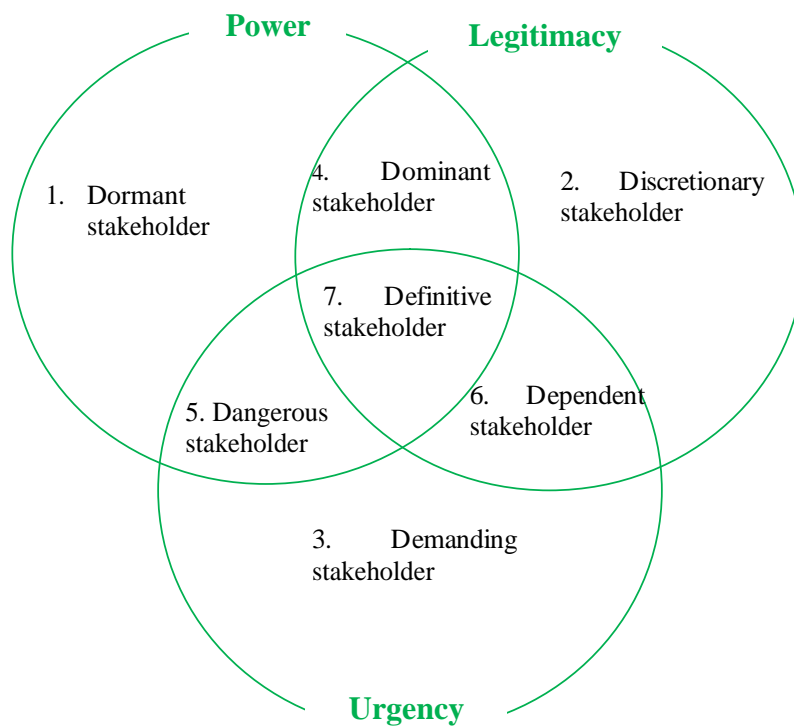 Power
Legitimacy
1. Dormant
stakeholder
4. Dominant
stakeholder
2. Discretionary
stakeholder
7. Definitive
stakeholder
5. Dangerous
stakeholder
6. Dependent
stakeholder
3. Demanding
stakeholder
Urgency